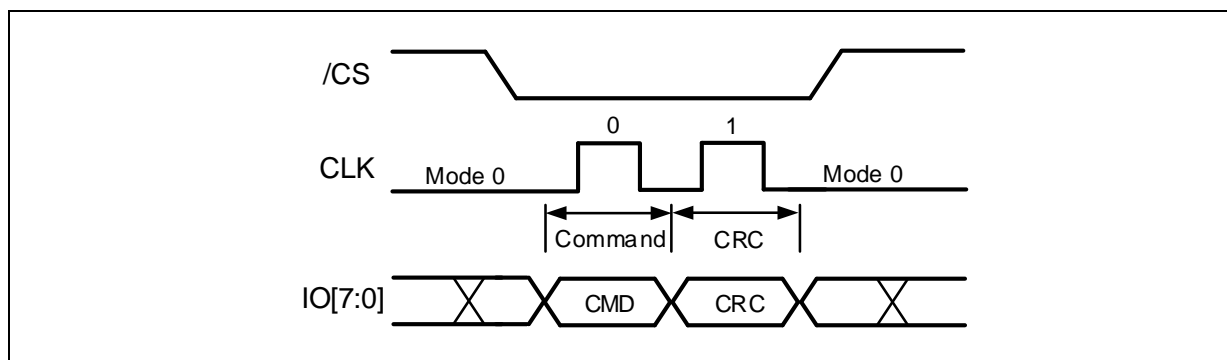 /CS
0 1
CLK
Mode 0 Mode 0
Command CRC
IO[7:0] CMD CRC